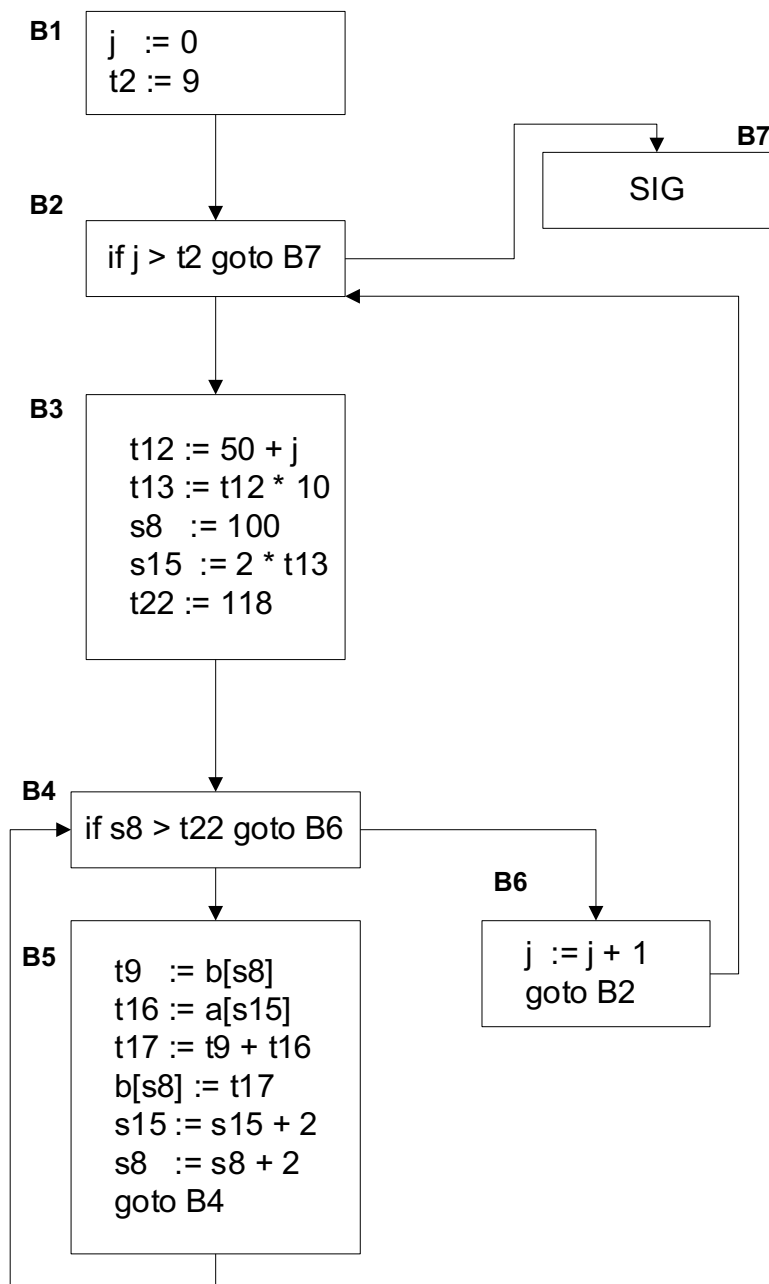 B1
j := 0
t2 := 9
B7
SIG
B2
if j > t2 goto B7
B3
t12 := 50 + j
t13 := t12 * 10
s8 := 100
s15 := 2 * t13
t22 := 118
B4
if s8 > t22 goto B6
B6
j := j + 1
goto B2
B5
t9 := b[s8]
t16 := a[s15]
t17 := t9 + t16
b[s8] := t17
s15 := s15 + 2
s8 := s8 + 2
goto B4